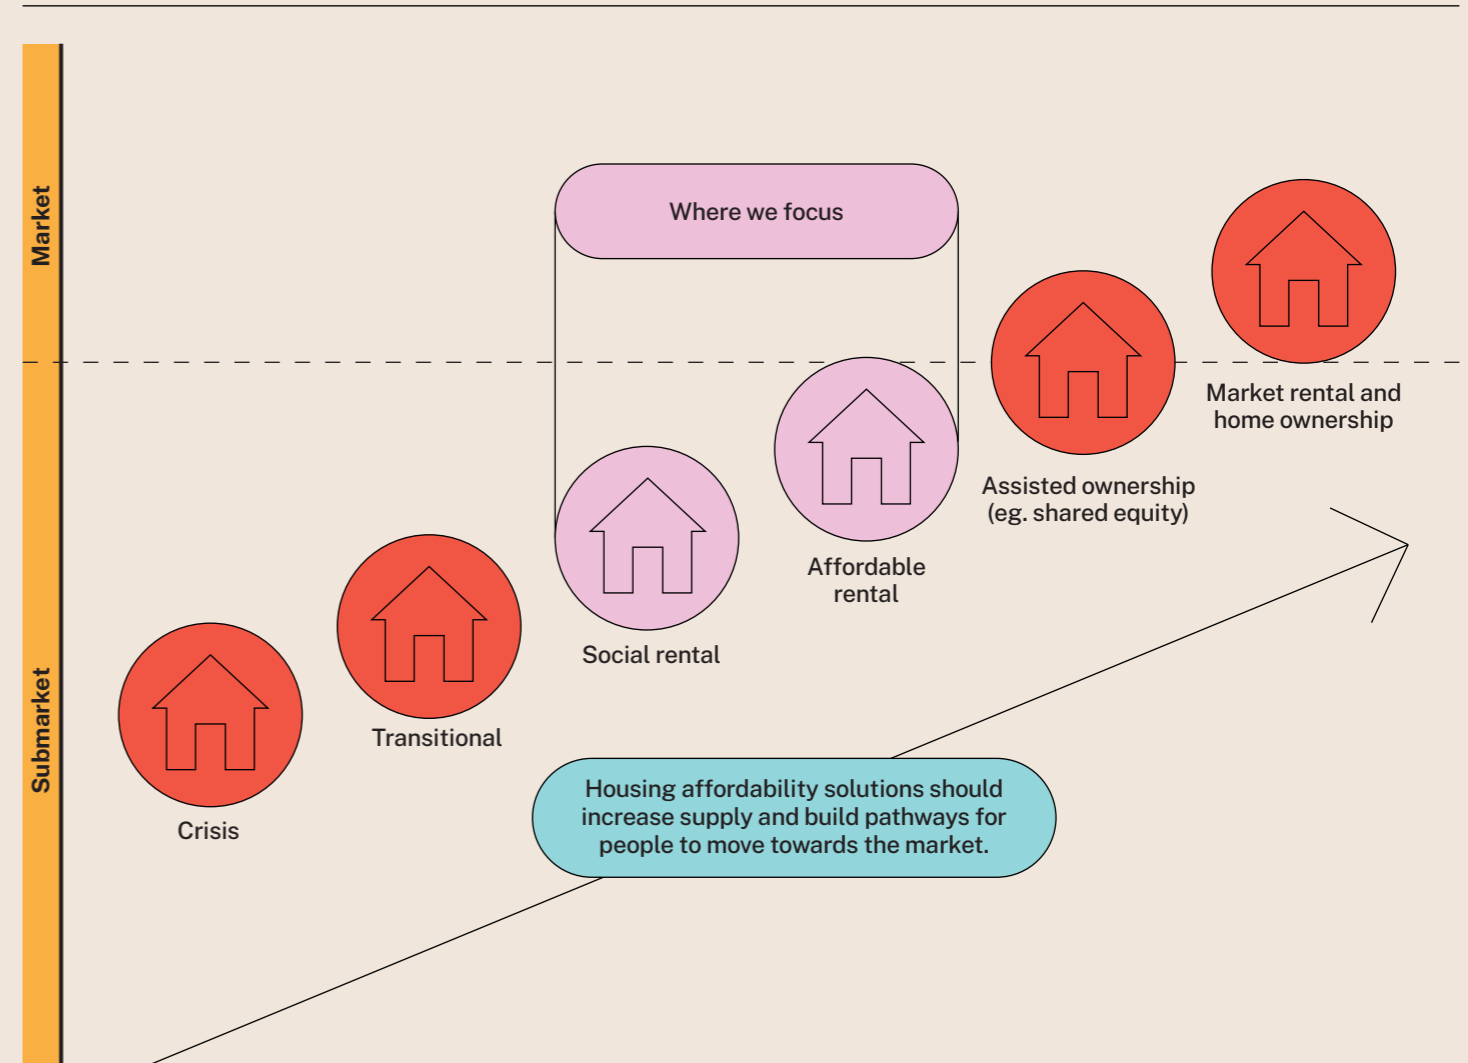 Market
Submarket
Where we focus
Crisis
Transitional
Social rental
Affordable
rental
Assisted ownership
(eg. shared equity)
Market rental and
home ownership
Housing affordability solutions should
increase supply and build pathways for
people to move towards the market.